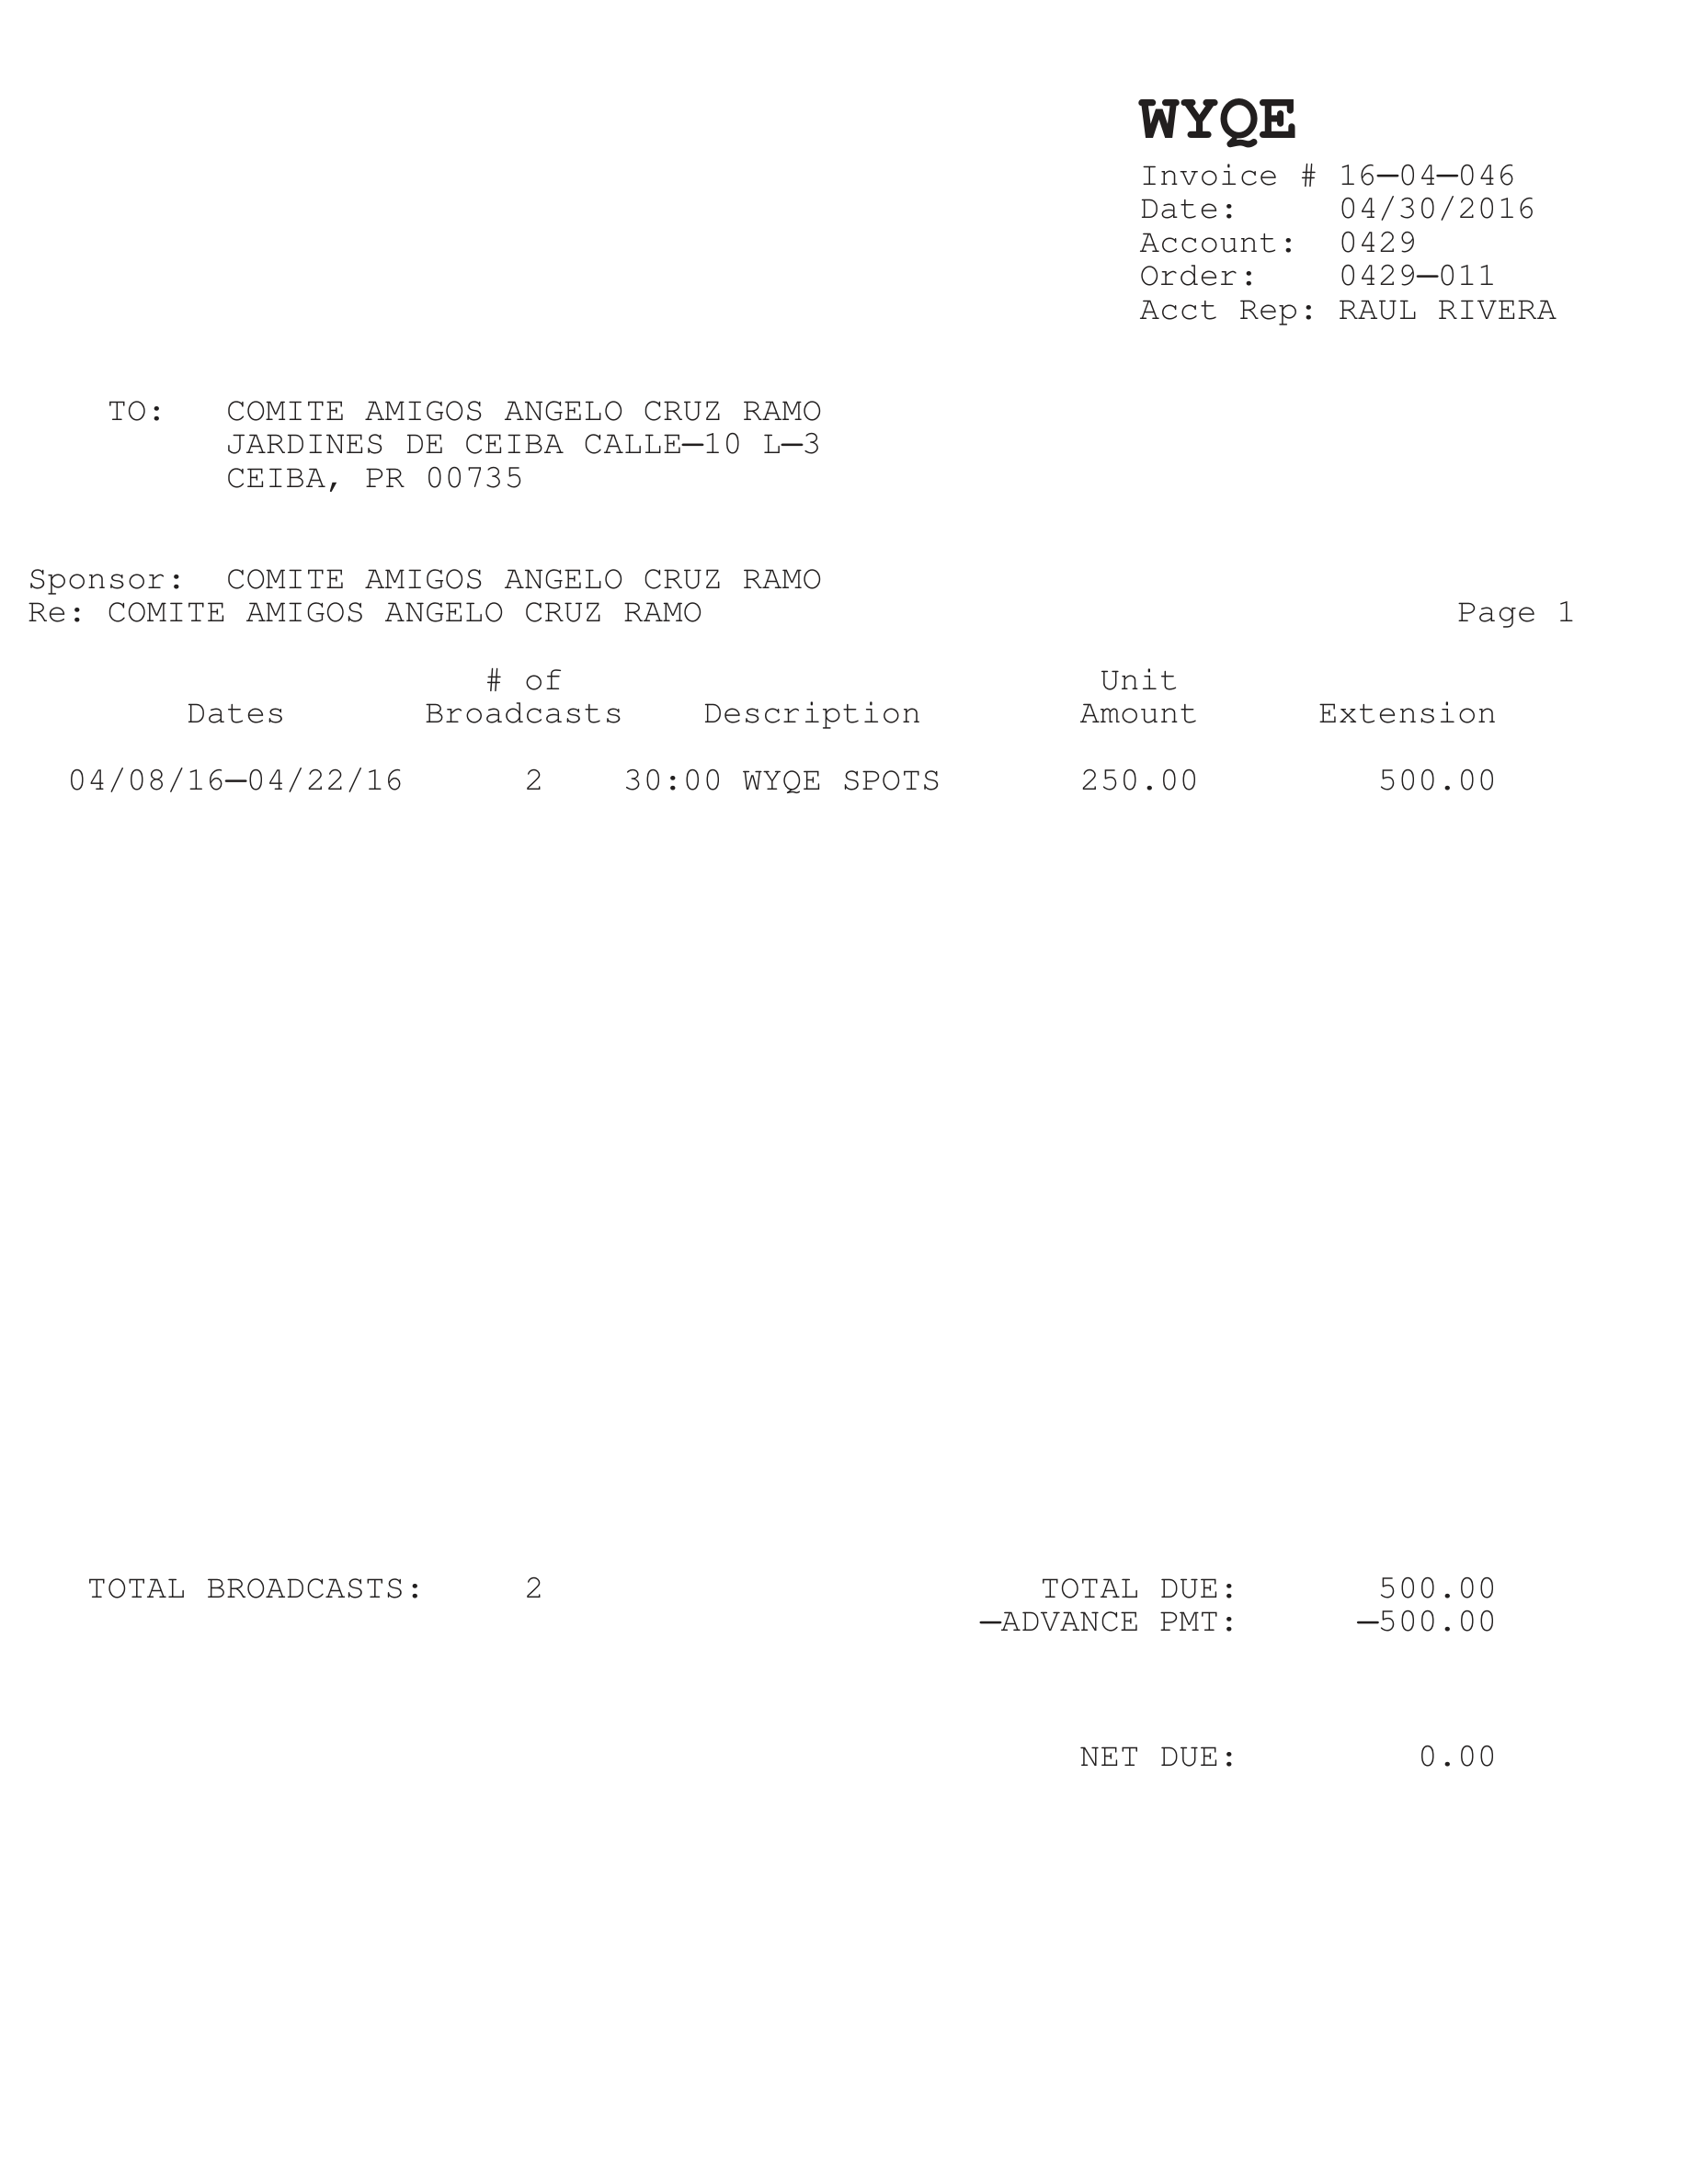 WYQE
Invoice # 16-04-046
Date: 04/30/2016
Account: 0429
Order: 0429-011
Acct Rep: RAUL RIVERA
TO: COMITE AMIGOS ANGELO CRUZ RAMO
JARDINES DE CEIBA CALLE-10 L-3
CEIBA, PR 00735
Sponsor: COMITE AMIGOS ANGELO CRUZ RAMO
Re: COMITE AMIGOS ANGELO CRUZ RAMO Page 1
# of Unit
Dates Broadcasts Description Amount Extension
04/08/16-04/22/16 2 30:00 WYQE SPOTS 250.00 500.00
TOTAL BROADCASTS: 2 TOTAL DUE: 500.00
-ADVANCE PMT: -500.00
NET DUE: 0.00